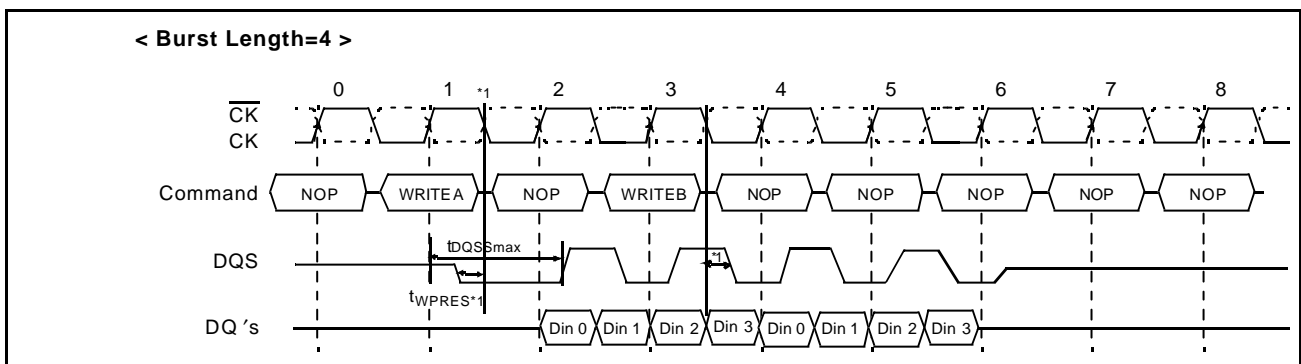 < Burst Length=4 >
0 1 *1 2 3 4 5 6 7 8
CK
CK
Command NOP WRITEA NOP WRITEB NOP NOP NOP NOP NOP
DQS tDQSSmax *1
tWPRES*1
DQ's Din 0 Din 1 Din 2 Din 3 Din 0 Din 1 Din 2 Din 3